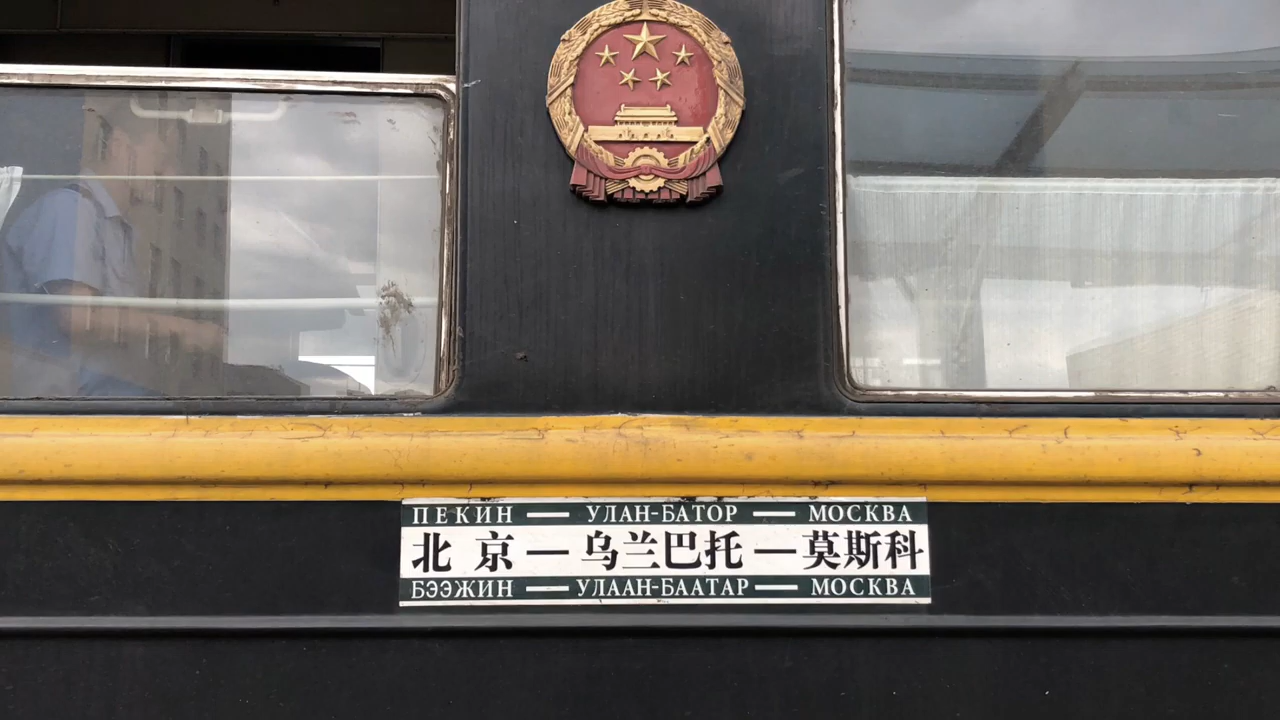 ПЕКИН — УЛАН-БАТОР — МОСКВА
北京 — 乌兰巴托 — 莫斯科
БЭЭЖИН — УЛААН-БААТАР — МОСКВА